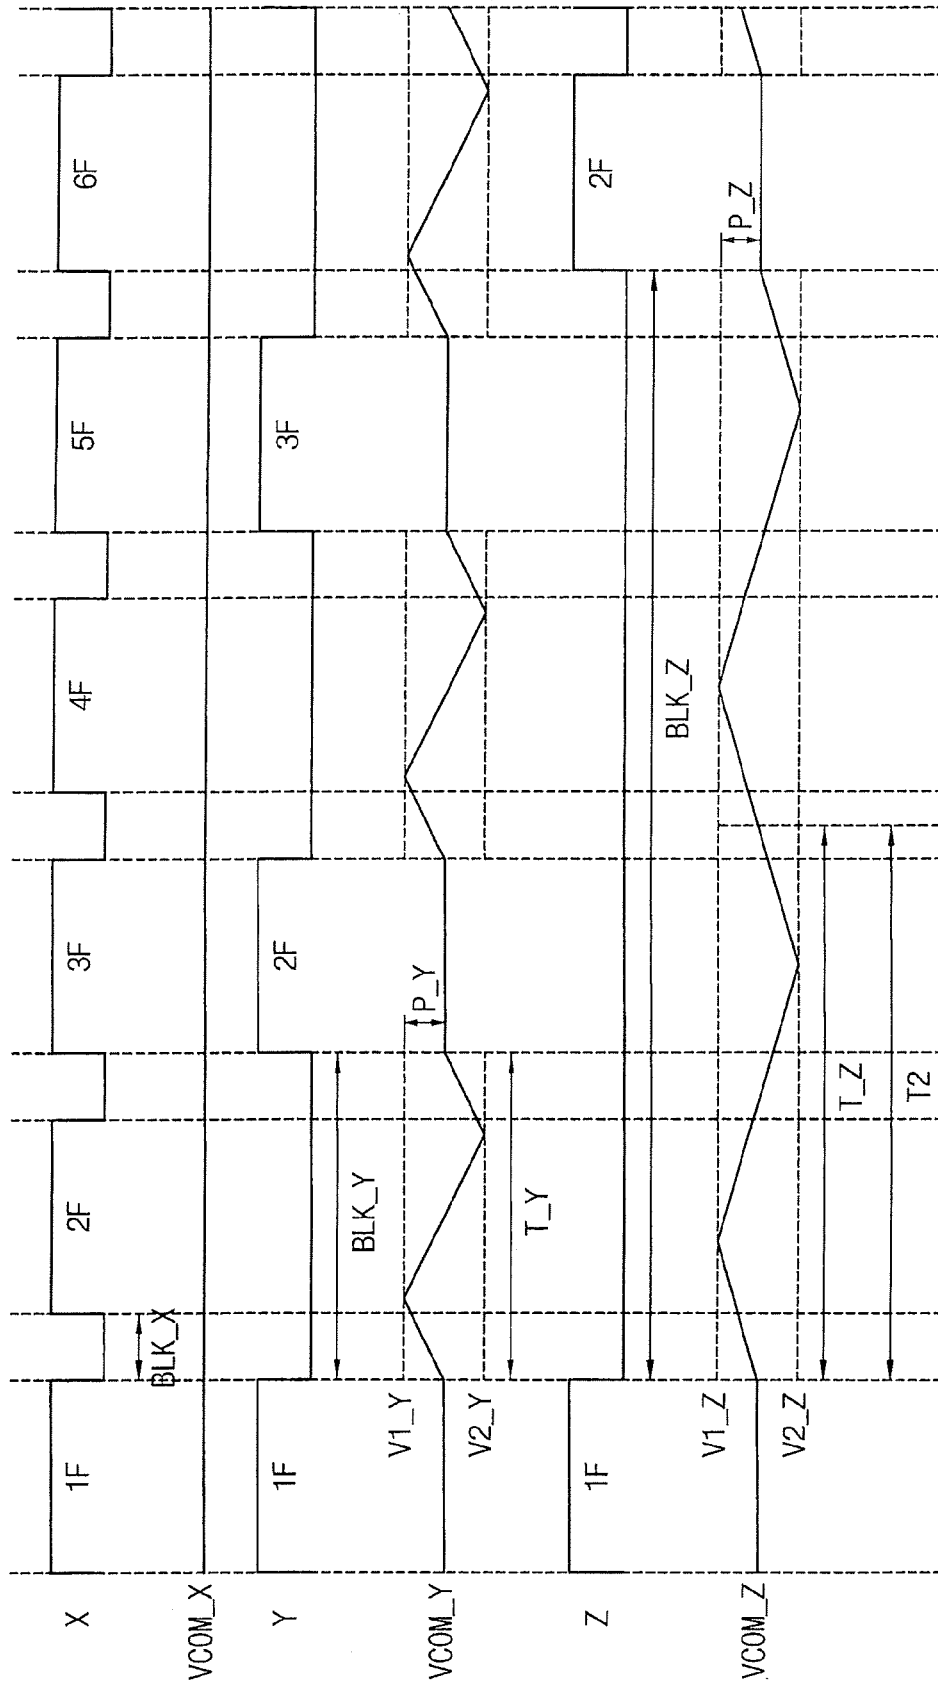 X 1F 2F 3F 4F 5F 6F
BLK_X
VCOM_X
Y 1F 2F 3F
BLK_Y
V1_Y P_Y
VCOM_Y
V2_Y
T_Y
Z 1F 2F
BLK_Z
V1_Z P_Z
VCOM_Z
V2_Z
T_Z
T2